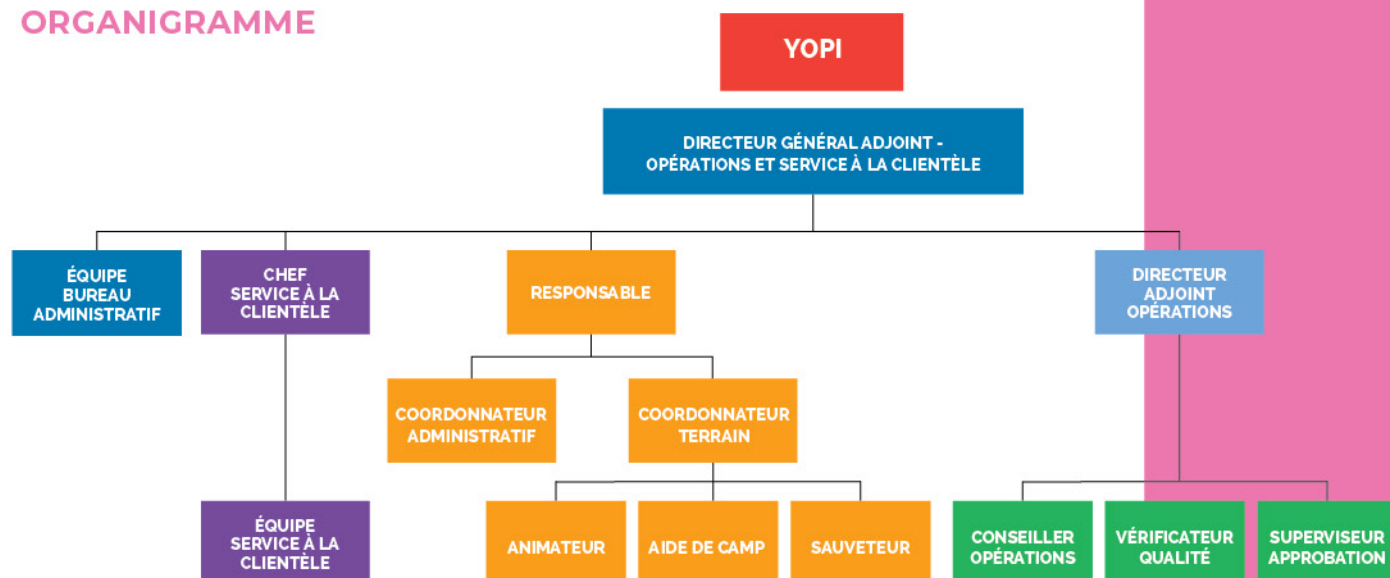 ORGANIGRAMME
YOPI
DIRECTEUR GÉNÉRAL ADJOINT -
OPÉRATIONS ET SERVICE À LA CLIENTÈLE
ÉQUIPE
BUREAU
ADMINISTRATIF
CHEF
SERVICE À LA
CLIENTÈLE
RESPONSABLE
DIRECTEUR
ADJOINT
OPÉRATIONS
COORDONNATEUR
ADMINISTRATIF
COORDONNATEUR
TERRAIN
ÉQUIPE
SERVICE À LA
CLIENTÈLE
ANIMATEUR
AIDE DE CAMP
SAUVETEUR
CONSEILLER
OPÉRATIONS
VÉRIFICATEUR
QUALITÉ
SUPERVISEUR
APPROBATION